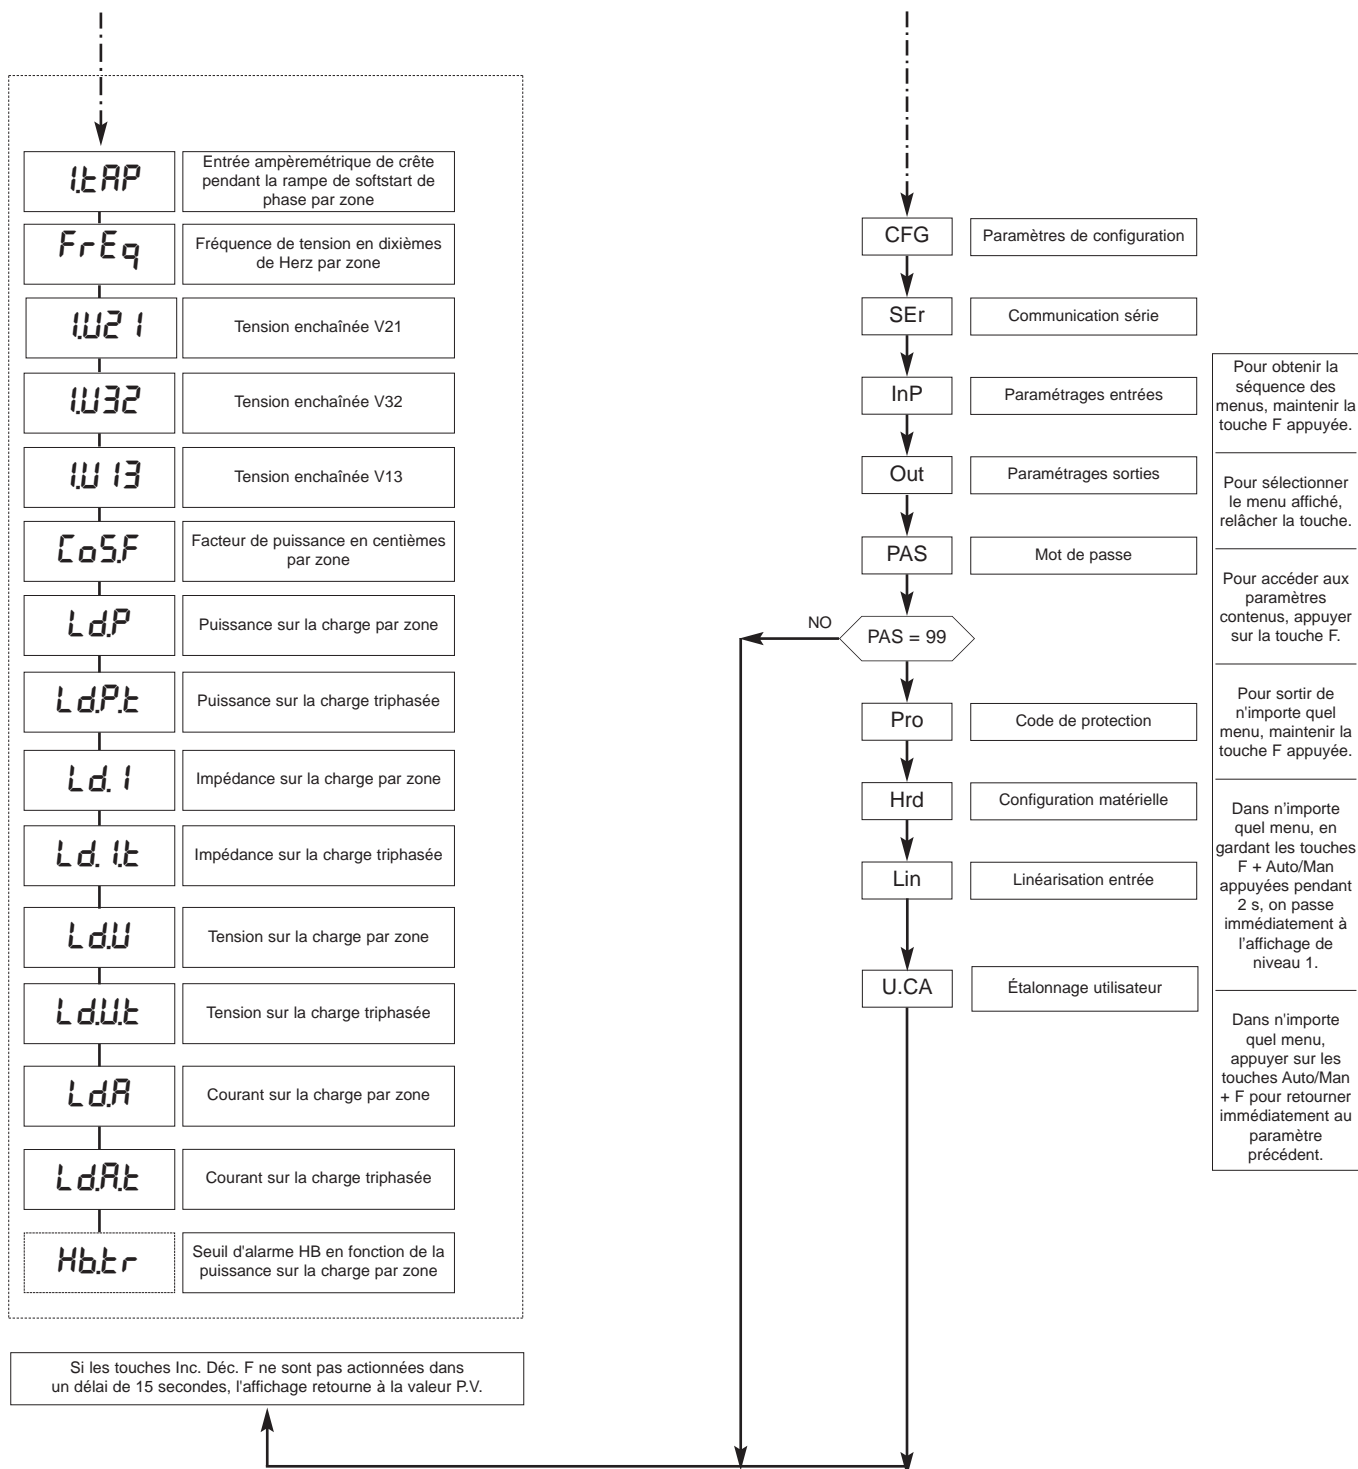 I.tAP
Entrée ampèremétrique de crête
pendant la rampe de softstart de
phase par zone
FrEq
Fréquence de tension en dixièmes
de Herz par zone
I.U21
Tension enchaînée V21
I.U32
Tension enchaînée V32
I.U13
Tension enchaînée V13
CoS.F
Facteur de puissance en centièmes
par zone
Ld.P
Puissance sur la charge par zone
Ld.P.t
Puissance sur la charge triphasée
Ld.I
Impédance sur la charge par zone
Ld.I.t
Impédance sur la charge triphasée
Ld.U
Tension sur la charge par zone
Ld.U.t
Tension sur la charge triphasée
Ld.A
Courant sur la charge par zone
Ld.A.t
Courant sur la charge triphasée
Hb.tr
Seuil d'alarme HB en fonction de la
puissance sur la charge par zone
Si les touches Inc. Déc. F ne sont pas actionnées dans
un délai de 15 secondes, l'affichage retourne à la valeur P.V.
CFG
Paramètres de configuration
SEr
Communication série
InP
Paramétrages entrées
Out
Paramétrages sorties
PAS
Mot de passe
NO
PAS = 99
Pro
Code de protection
Hrd
Configuration matérielle
Lin
Linéarisation entrée
U.CA
Étalonnage utilisateur
Pour obtenir la
séquence des
menus, maintenir la
touche F appuyée.
Pour sélectionner
le menu affiché,
relâcher la touche.
Pour accéder aux
paramètres
contenus, appuyer
sur la touche F.
Pour sortir de
n'importe quel
menu, maintenir la
touche F appuyée.
Dans n'importe
quel menu, en
gardant les touches
F + Auto/Man
appuyées pendant
2 s, on passe
immédiatement à
l'affichage de
niveau 1.
Dans n'importe
quel menu,
appuyer sur les
touches Auto/Man
+ F pour retourner
immédiatement au
paramètre
précédent.